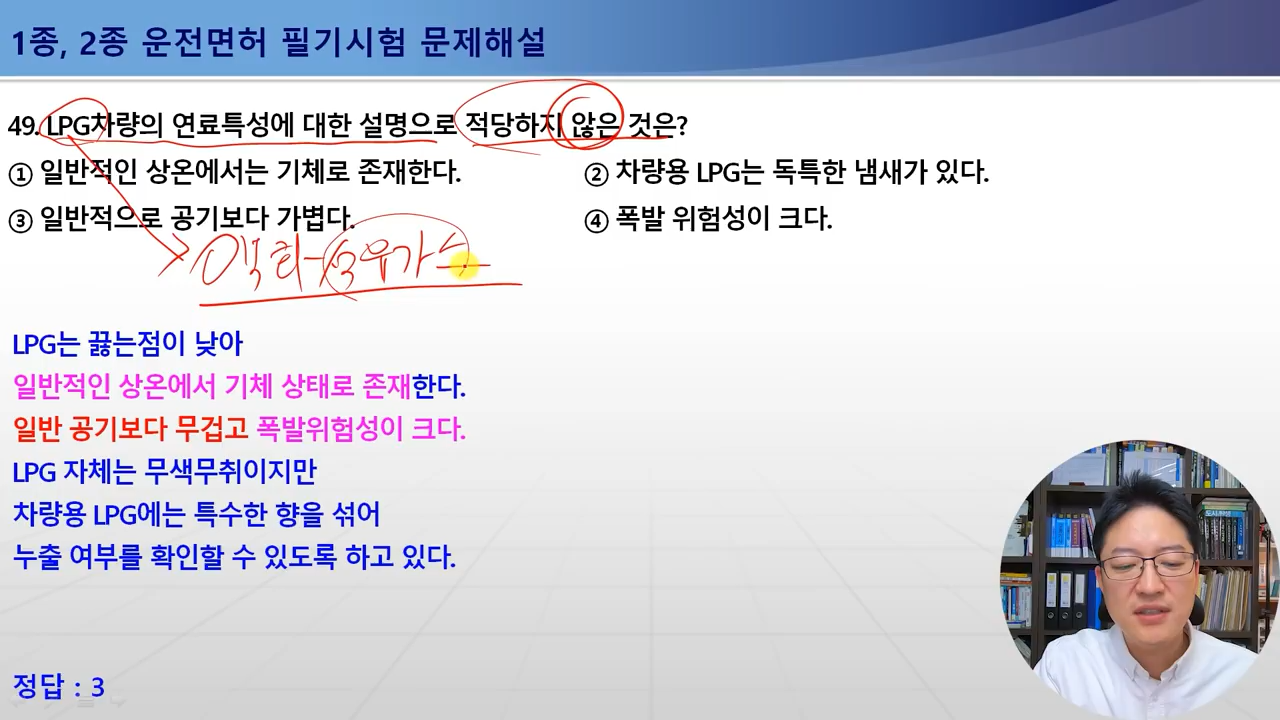 1종, 2종 운전면허 필기시험 문제해설
49. LPG차량의 연료특성에 대한 설명으로 적당하지 않은 것은?
① 일반적인 상온에서는 기체로 존재한다. ② 차량용 LPG는 독특한 냄새가 있다.
③ 일반적으로 공기보다 가볍다. ④ 폭발 위험성이 크다.
액화석유가스
LPG는 끓는점이 낮아
일반적인 상온에서 기체 상태로 존재한다.
일반 공기보다 무겁고 폭발위험성이 크다.
LPG 자체는 무색무취이지만
차량용 LPG에는 특수한 향을 섞어
누출 여부를 확인할 수 있도록 하고 있다.
정답 : 3